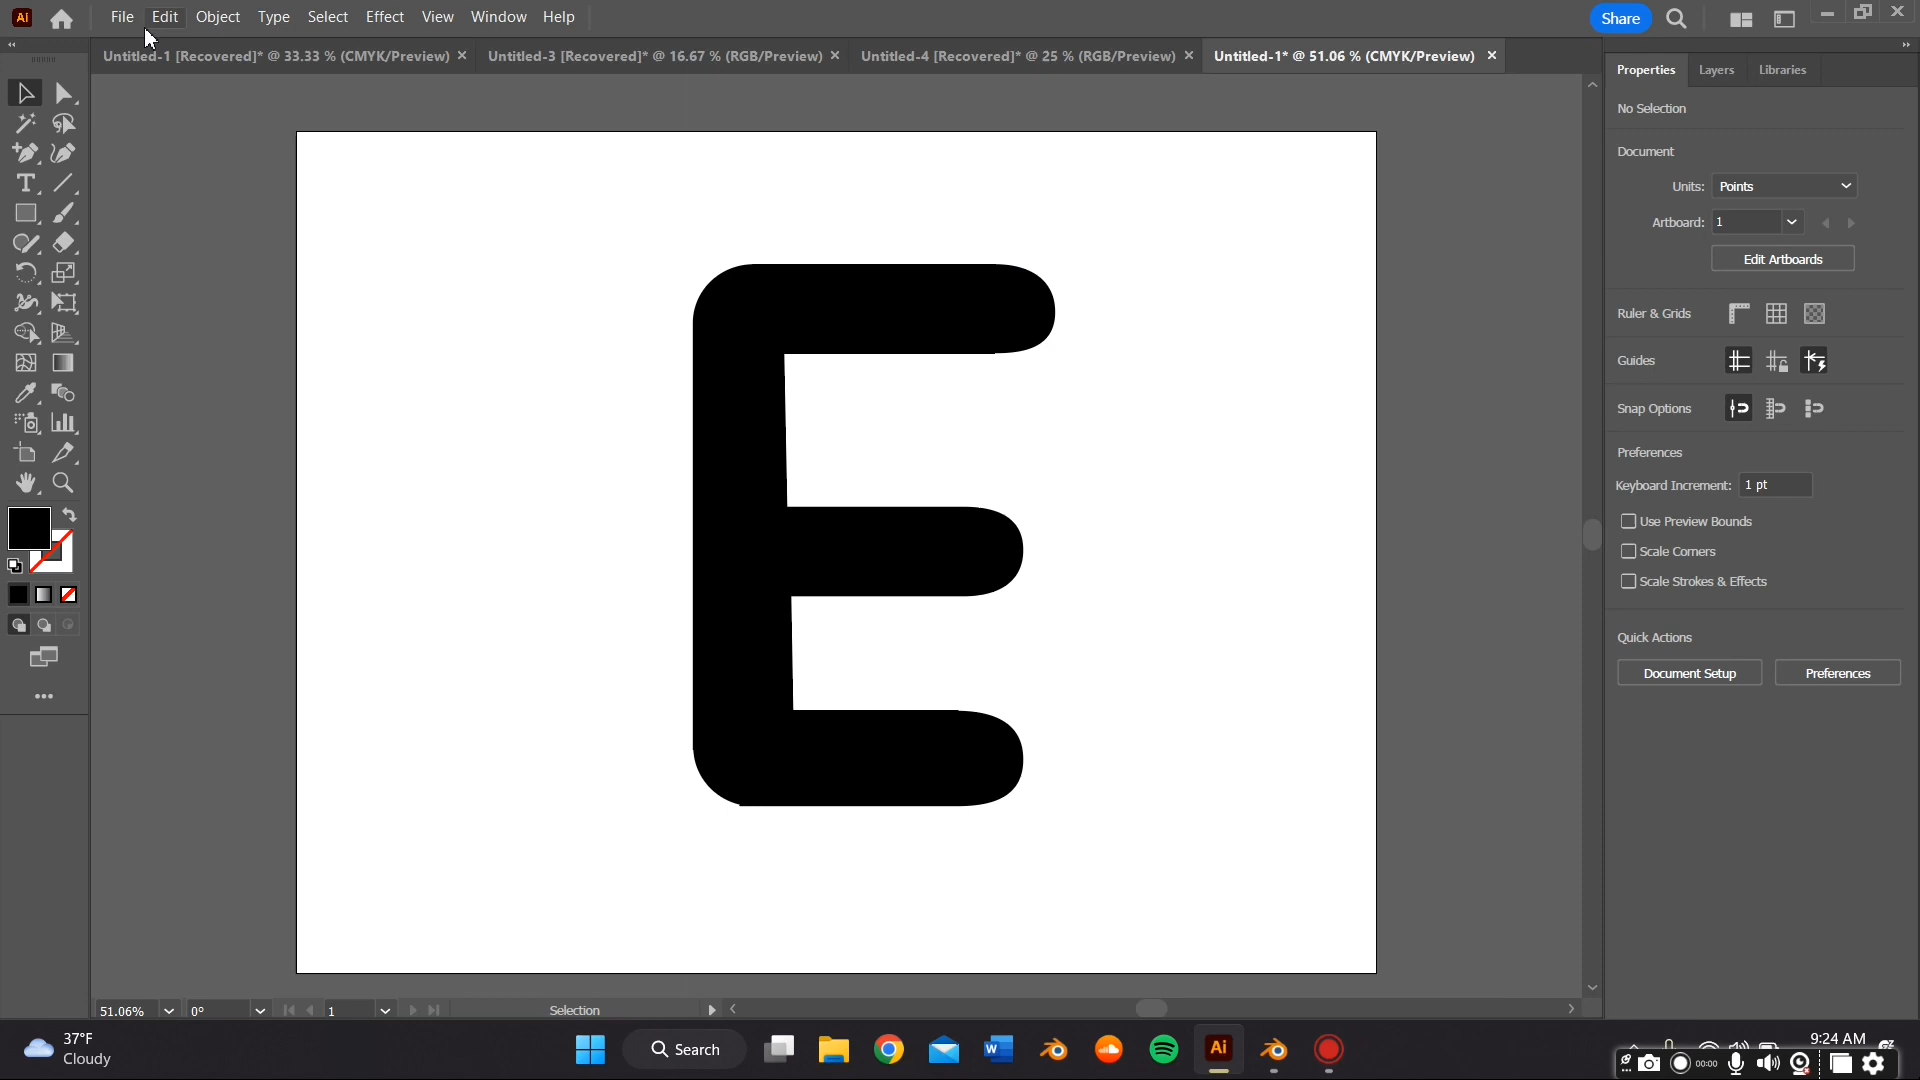 Ai File Edit Object Type Select Effect View Window Help Share
Untitled-1 [Recovered]* @ 33.33 % (CMYK/Preview) Untitled-3 [Recovered]* @ 16.67 % (RGB/Preview) Untitled-4 [Recovered]* @ 25 % (RGB/Preview) Untitled-1* @ 51.06 % (CMYK/Preview)
Properties Layers Libraries
No Selection
Document
Units: Points
Artboard: 1
Edit Artboards
Ruler & Grids
Guides
Snap Options
Preferences
Keyboard Increment: 1 pt
Use Preview Bounds
Scale Corners
Scale Strokes & Effects
Quick Actions
Document Setup Preferences
E
51.06% 0° 1 Selection
37°F
Cloudy
Search
Ai
9:24 AM
00:00